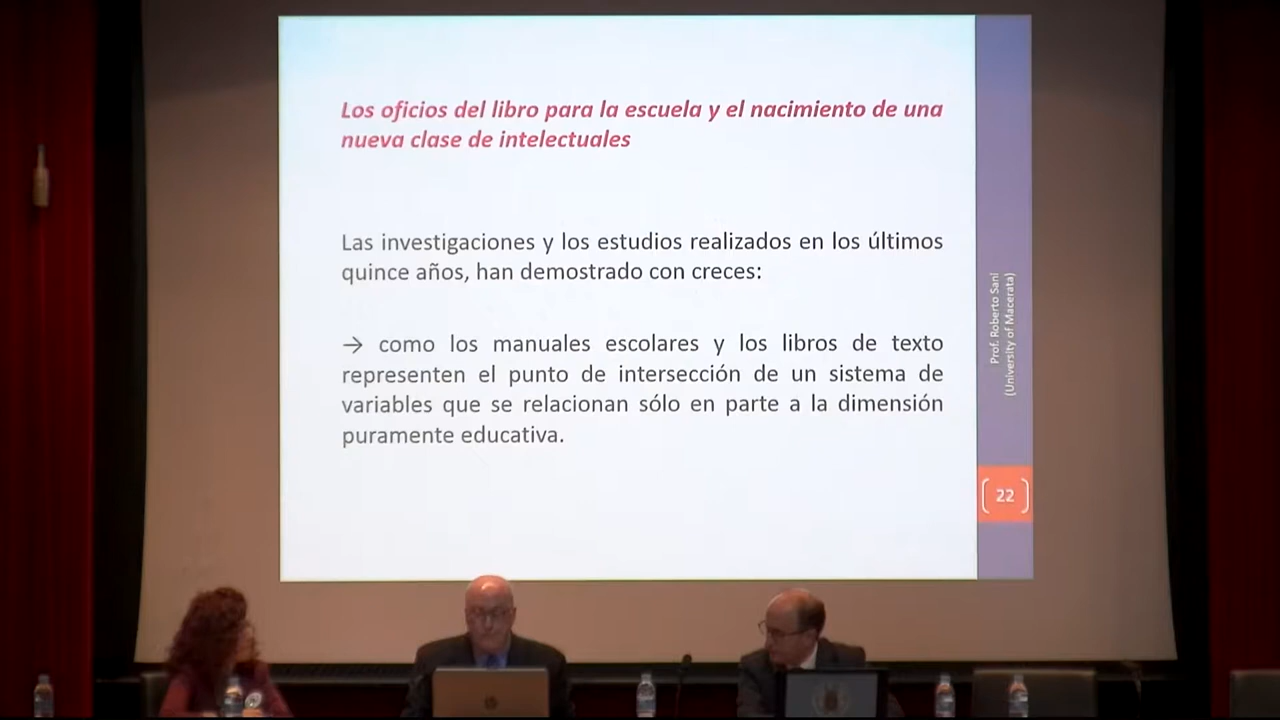 Los oficios del libro para la escuela y el nacimiento de una
nueva clase de intelectuales
Las investigaciones y los estudios realizados en los últimos
quince años, han demostrado con creces:
→ como los manuales escolares y los libros de texto
representen el punto de intersección de un sistema de
variables que se relacionan sólo en parte a la dimensión
puramente educativa.
Prof. Roberto Sani
(University of Macerata)
22